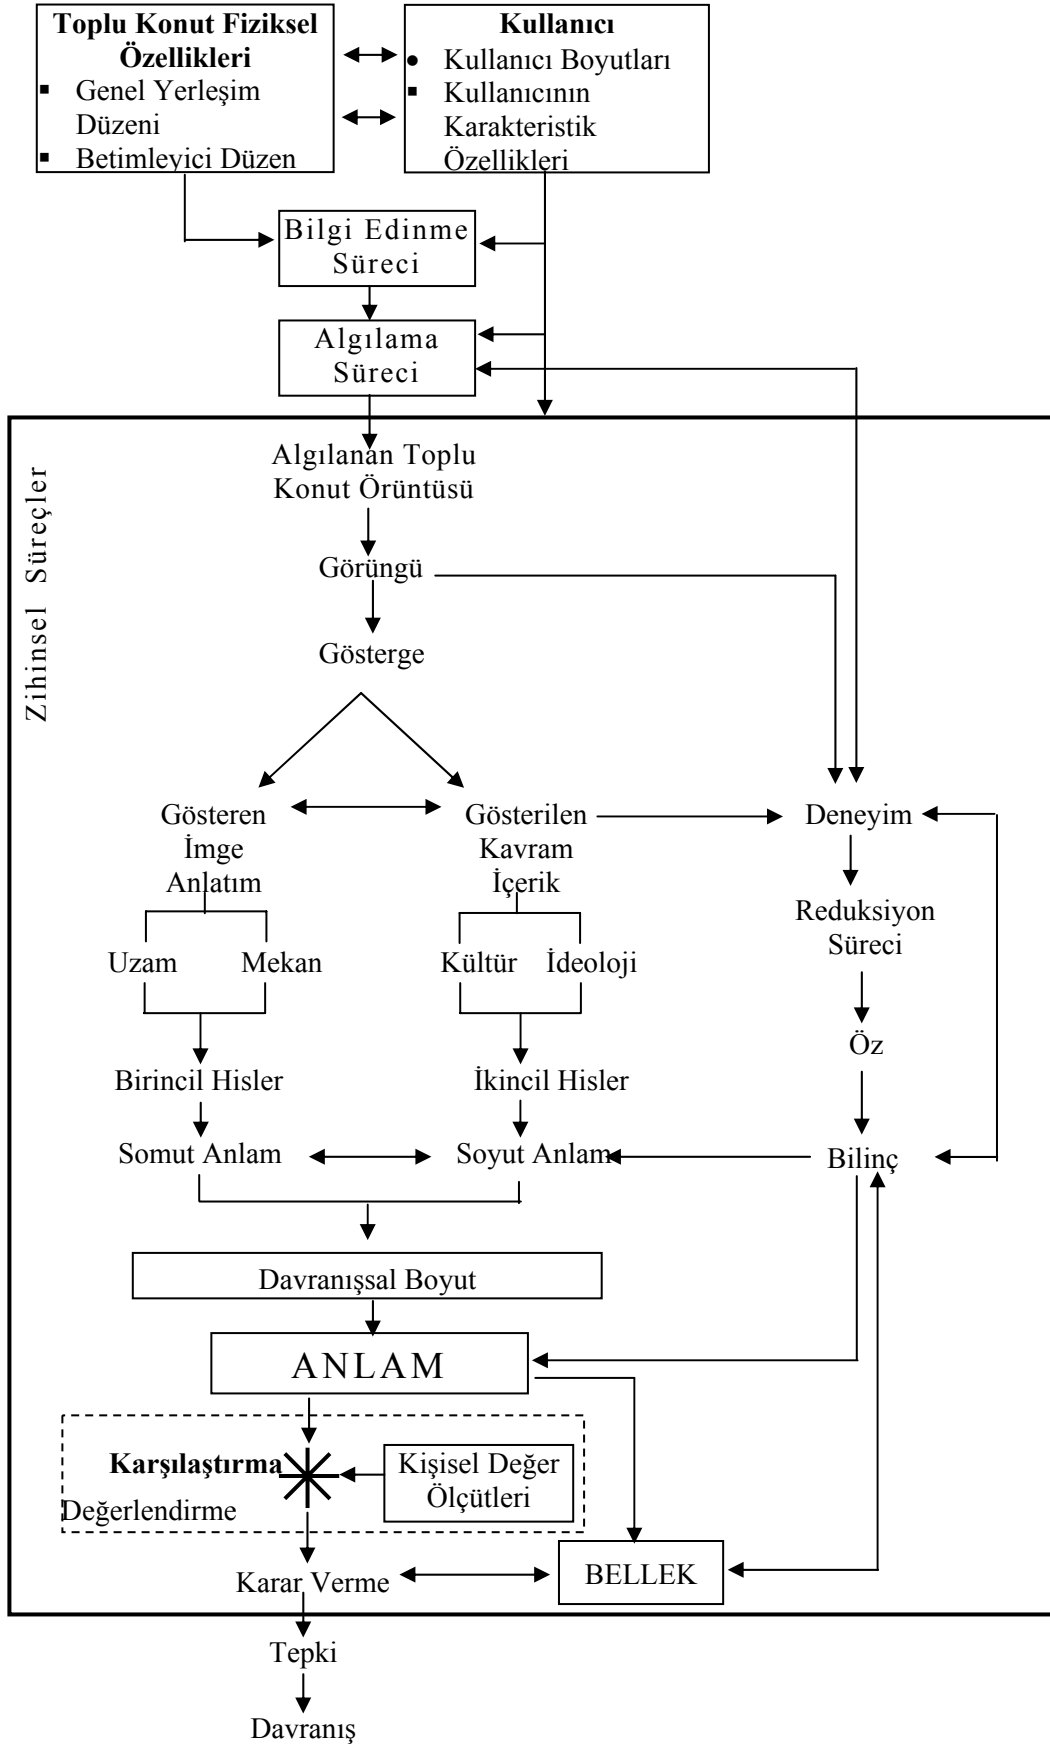 Toplu Konut Fiziksel
Özellikleri
▪ Genel Yerleşim
Düzeni
▪ Betimleyici Düzen
Kullanıcı
• Kullanıcı Boyutları
▪ Kullanıcının
Karakteristik
Özellikleri
Bilgi Edinme
Süreci
Algılama
Süreci
Zihinsel Süreçler
Algılanan Toplu
Konut Örüntüsü
Görüngü
Gösterge
Gösteren
İmge
Anlatım
Gösterilen
Kavram
İçerik
Deneyim
Reduksiyon
Süreci
Uzam
Mekan
Kültür
İdeoloji
Öz
Birincil Hisler
İkincil Hisler
Somut Anlam
Soyut Anlam
Bilinç
Davranışsal Boyut
ANLAM
Karşılaştırma
Değerlendirme
Kişisel Değer
Ölçütleri
Karar Verme
BELLEK
Tepki
Davranış